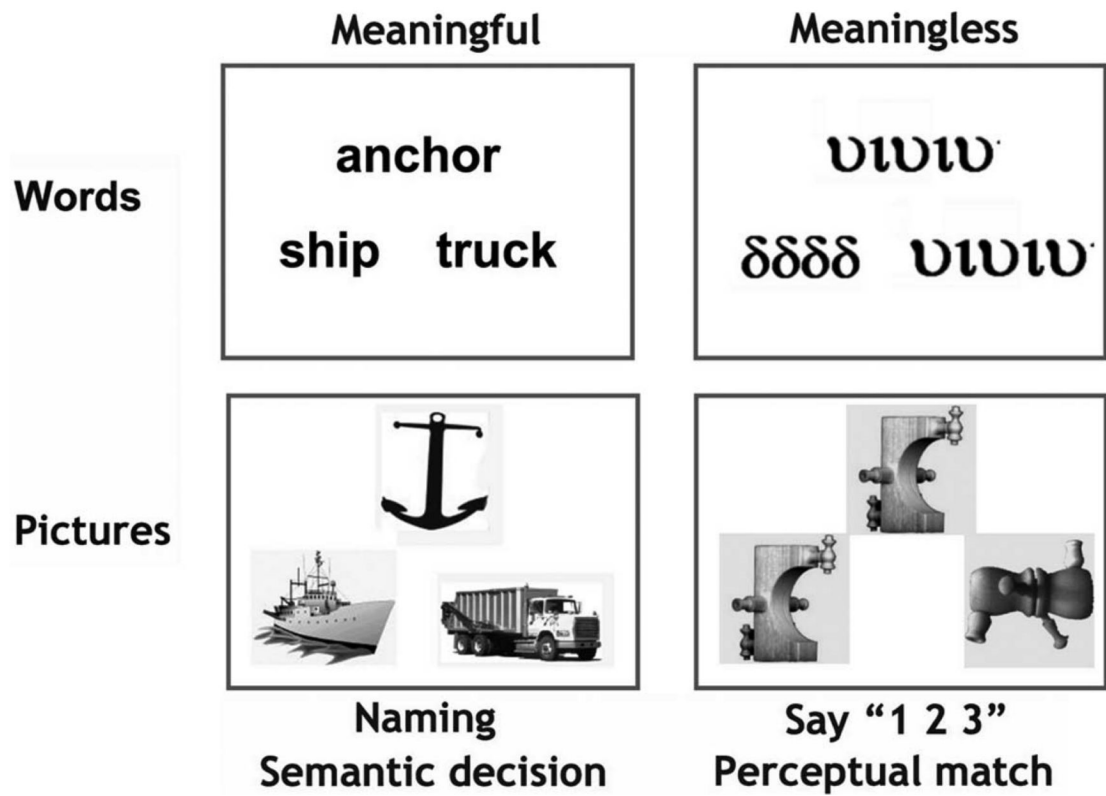 Meaningful Meaningless
Words
anchor
ship truck
υιυιυ
δδδδ υιυιυ
Pictures
Naming
Semantic decision
Say “1 2 3”
Perceptual match